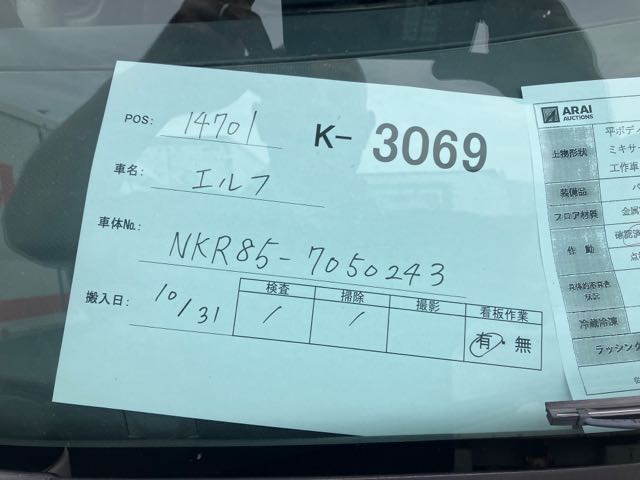 POS: 14701 K- 3069
車名: エルフ
車体No. NKR85-7050243
搬入日: 10/31
検査 掃除 撮影 看板作業
/ / 有・無
ARAI
AUCTIONS
上物形状 平ボディ
ミキサ
工作車
装備品
フロア材質 金属
作動 確認済
冷蔵冷凍
ラッシング